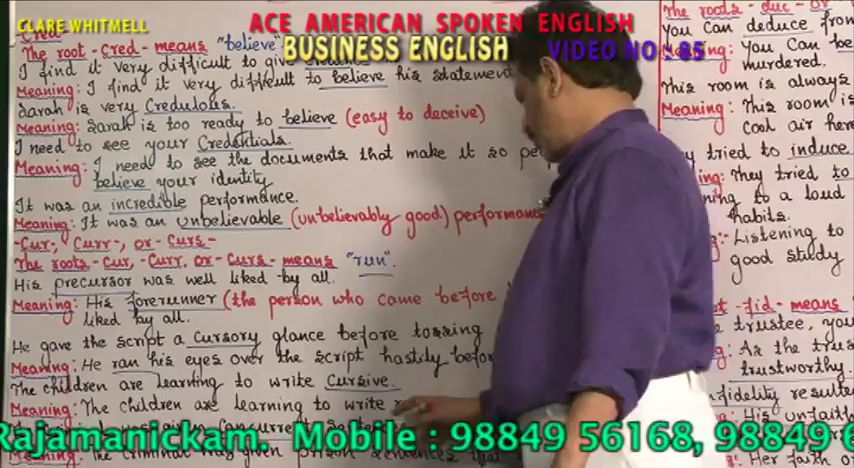 CLARE WHITMELL
ACE AMERICAN SPOKEN ENGLISH
BUSINESS ENGLISH VIDEO NO : 85
-Cred-
The root -Cred- means "believe"
I find it very difficult to give
Meaning: I find it very difficult to believe his statement
Sarah is very Credulous.
Meaning: Sarah is too ready to believe (easy to deceive)
I need to see your Credentials.
Meaning: I need to see the documents that make it so
believe your identity
It was an incredible performance.
Meaning: It was an unbelievable (unbelievably good) performance
-Cur, Curr-, or -Curs-
The roots -Cur, -Curr, or -Curs- means "run".
His precursor was well liked by all.
Meaning: His forerunner (the person who came before
liked by all.
He gave the script a cursory glance before tossing
Meaning: He ran his eyes over the script hastily
The children are learning to write Cursive.
Meaning: The children are learning to write
The roots -duc- or
You Can deduce from
Meaning: You Can be
murdered.
This room is always
Meaning: This room is
cool air here
tried to induce
They tried to
to a loud
habits.
Listening to
good study
-fid- means
trustee, you
As the
trustworthy.
His
Her faith
Rajamanickam. Mobile : 98849 56168, 98849